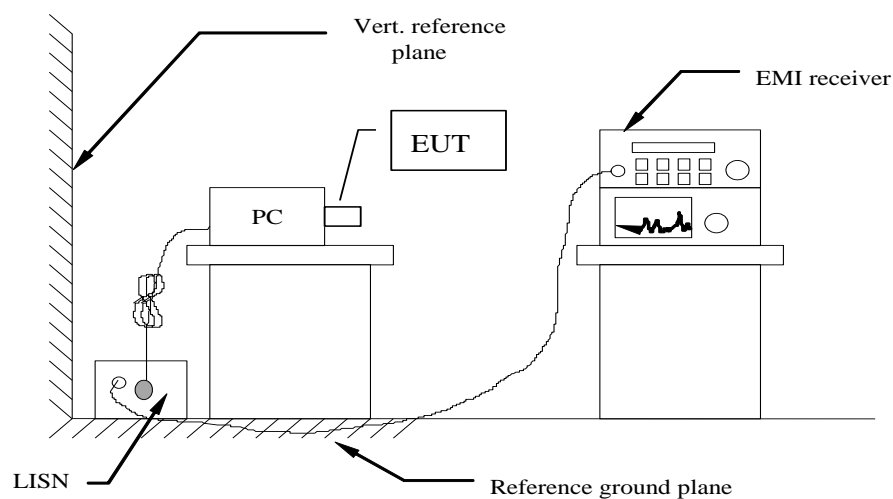 Vert. reference
plane
EMI receiver
EUT
PC
LISN
Reference ground plane